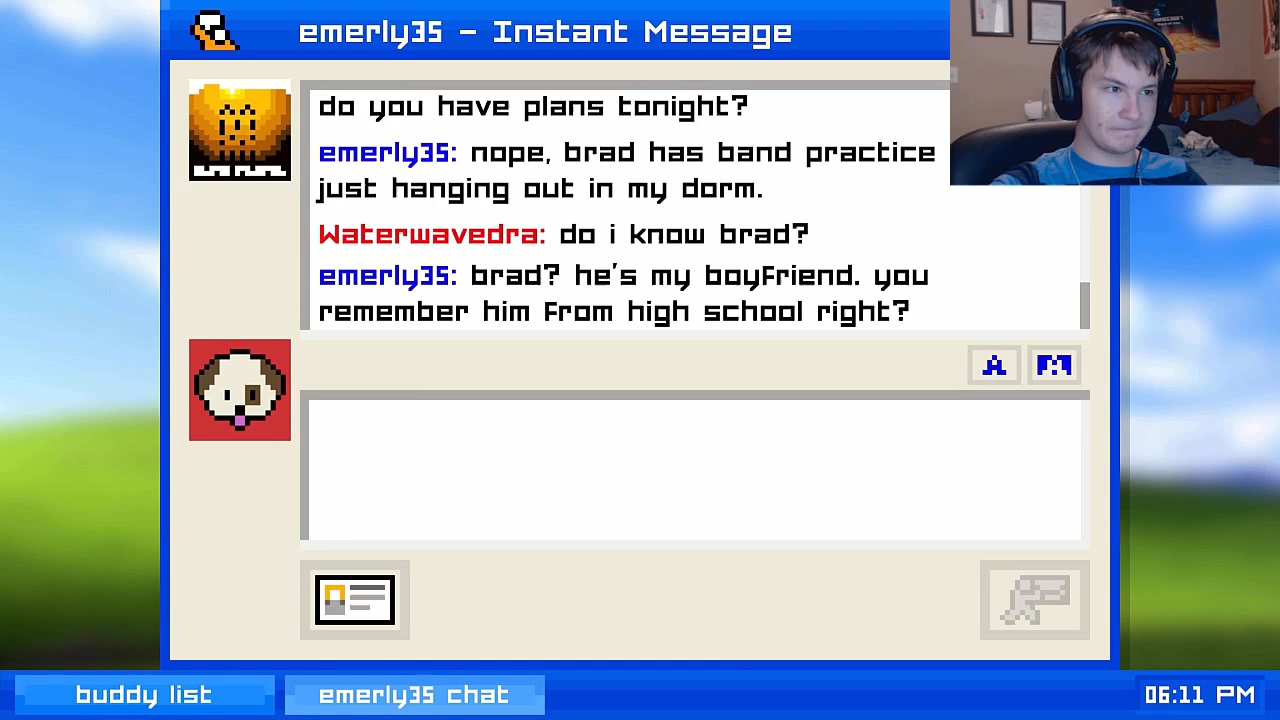 emerly35 - Instant Message
do you have plans tonight?
emerly35: nope, brad has band practice
just hanging out in my dorm.
Waterwavedra: do i know brad?
emerly35: brad? he's my boyfriend. you
remember him from high school right?
A
buddy list
emerly35 chat
06:11 PM